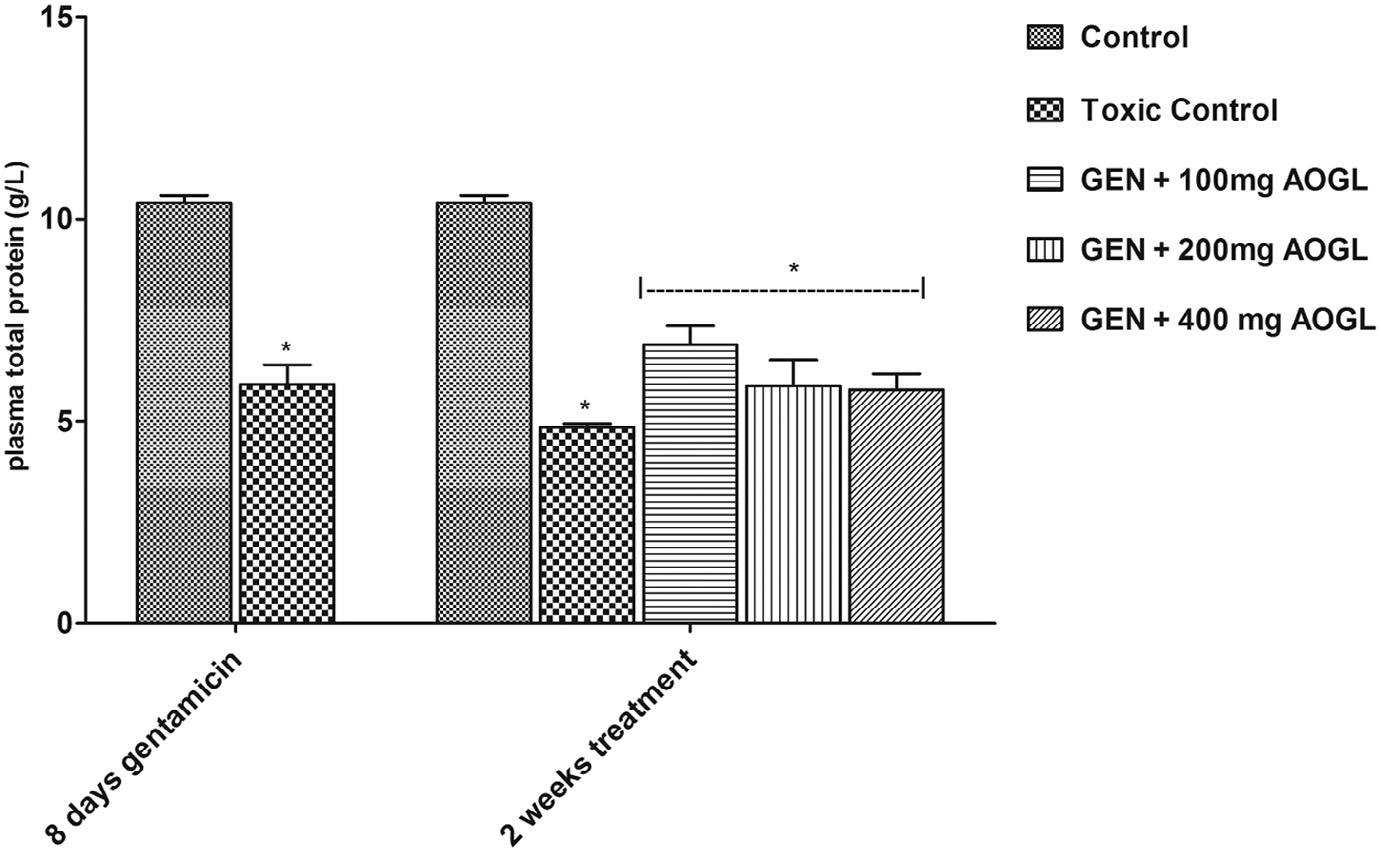 15
10
5
0
plasma total protein (g/L)
*
*
*
8 days gentamicin
2 weeks treatment
Control
Toxic Control
GEN + 100mg AOGL
GEN + 200mg AOGL
GEN + 400 mg AOGL